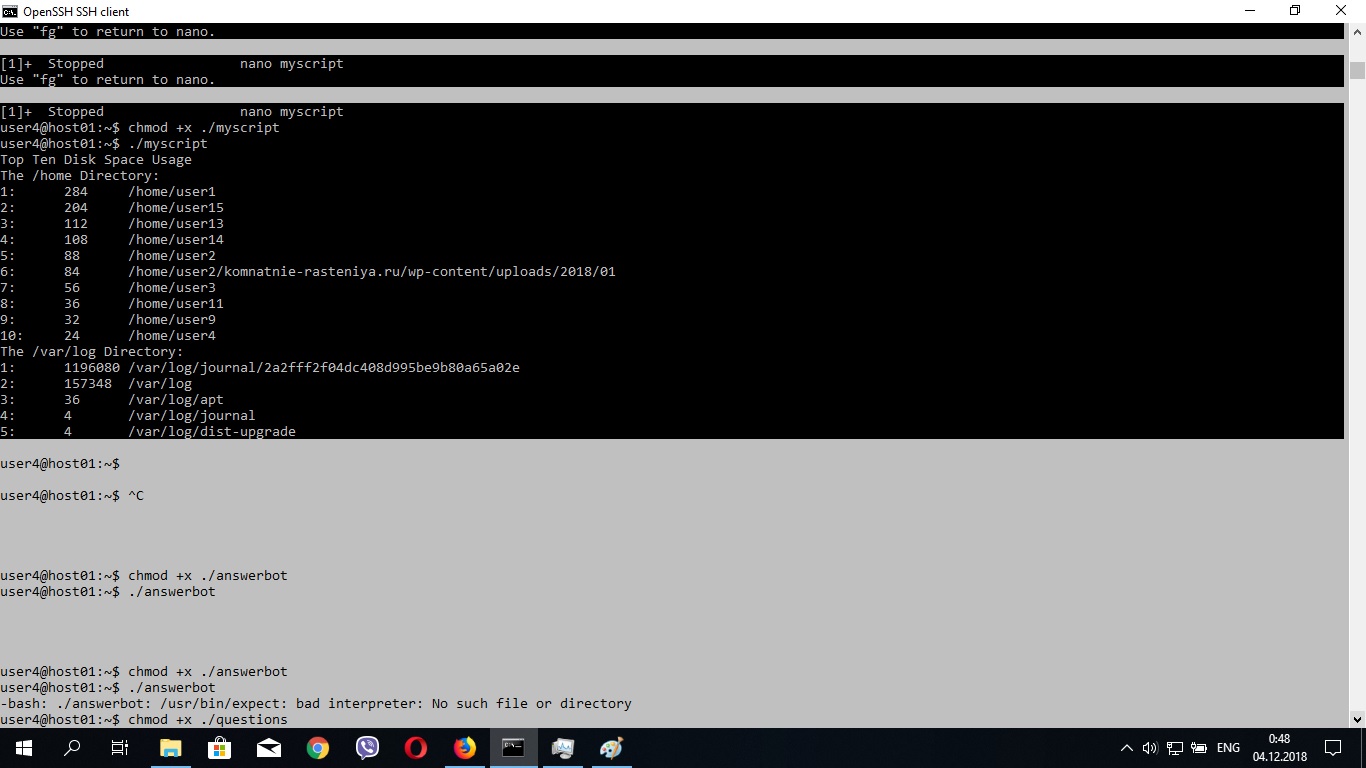 OpenSSH SSH client
Use "fg" to return to nano.
[1]+  Stopped                 nano myscript
Use "fg" to return to nano.
[1]+  Stopped                 nano myscript
user4@host01:~$ chmod +x ./myscript
user4@host01:~$ ./myscript
Top Ten Disk Space Usage
The /home Directory:
1:      284     /home/user1
2:      204     /home/user15
3:      112     /home/user13
4:      108     /home/user14
5:      88      /home/user2
6:      84      /home/user2/komnatnie-rasteniya.ru/wp-content/uploads/2018/01
7:      56      /home/user3
8:      36      /home/user11
9:      32      /home/user9
10:     24      /home/user4
The /var/log Directory:
1:      1196080 /var/log/journal/2a2fff2f04dc408d995be9b80a65a02e
2:      157348  /var/log
3:      36      /var/log/apt
4:      4       /var/log/journal
5:      4       /var/log/dist-upgrade
user4@host01:~$
user4@host01:~$ ^C
user4@host01:~$ chmod +x ./answerbot
user4@host01:~$ ./answerbot
user4@host01:~$ chmod +x ./answerbot
user4@host01:~$ ./answerbot
-bash: ./answerbot: /usr/bin/expect: bad interpreter: No such file or directory
user4@host01:~$ chmod +x ./questions
ENG
0:48
04.12.2018